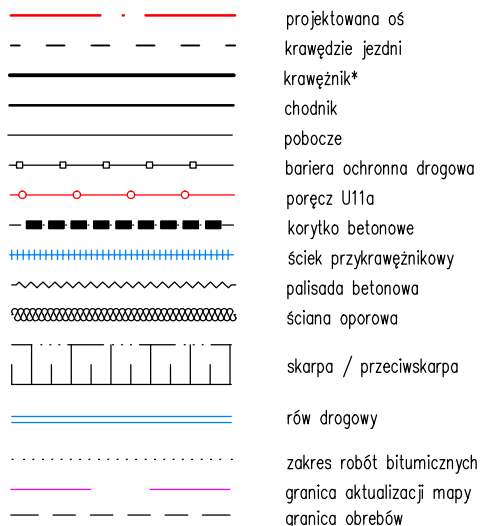 projektowana oś
krawędzie jezdni
krawężnik*
chodnik
pobocze
bariera ochronna drogowa
poręcz U11a
korytko betonowe
ściek przykrawężnikowy
palisada betonowa
ściana oporowa
skarpa / przeciwskarpa
rów drogowy
zakres robót bitumicznych
granica aktualizacji mapy
granica obrębów